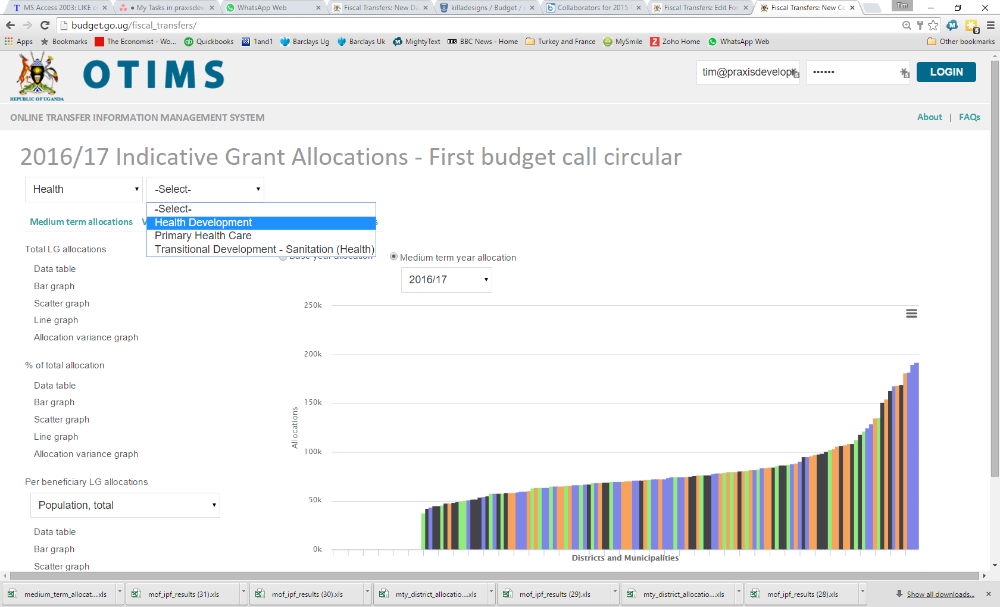 MS Access 2003: LIKE c
● My Tasks in praxisdev
WhatsApp Web
Fiscal Transfers: New Da
killadesigns / Budget /
Collaborators for 2015
Fiscal Transfers: Edit For
Fiscal Transfers: New Co
Tim
budget.go.ug/fiscal_transfers/
Apps
Bookmarks
The Economist - Wo...
Quickbooks
1and1
Barclays Ug
Barclays Uk
MightyText
BBC News - Home
Turkey and France
MySmile
Zoho Home
WhatsApp Web
Other bookmarks
REPUBLIC OF UGANDA
OTIMS
tim@praxisdevelop
••••••
LOGIN
ONLINE TRANSFER INFORMATION MANAGEMENT SYSTEM
About | FAQs
2016/17 Indicative Grant Allocations - First budget call circular
Health
-Select-
-Select-
Health Development
Primary Health Care
Transitional Development - Sanitation (Health)
Medium term allocations
Total LG allocations
Data table
Bar graph
Scatter graph
Line graph
Allocation variance graph
% of total allocation
Data table
Bar graph
Scatter graph
Line graph
Allocation variance graph
Per beneficiary LG allocations
Population, total
Data table
Bar graph
Scatter graph
Base year allocation
Medium term year allocation
2016/17
250k
200k
150k
100k
50k
0k
Allocations
Districts and Municipalities
medium_term_allocat....xls
mof_ipf_results (31).xls
mof_ipf_results (30).xls
mty_district_allocatio....xls
mof_ipf_results (29).xls
mty_district_allocatio....xls
mof_ipf_results (28).xls
Show all downloads...